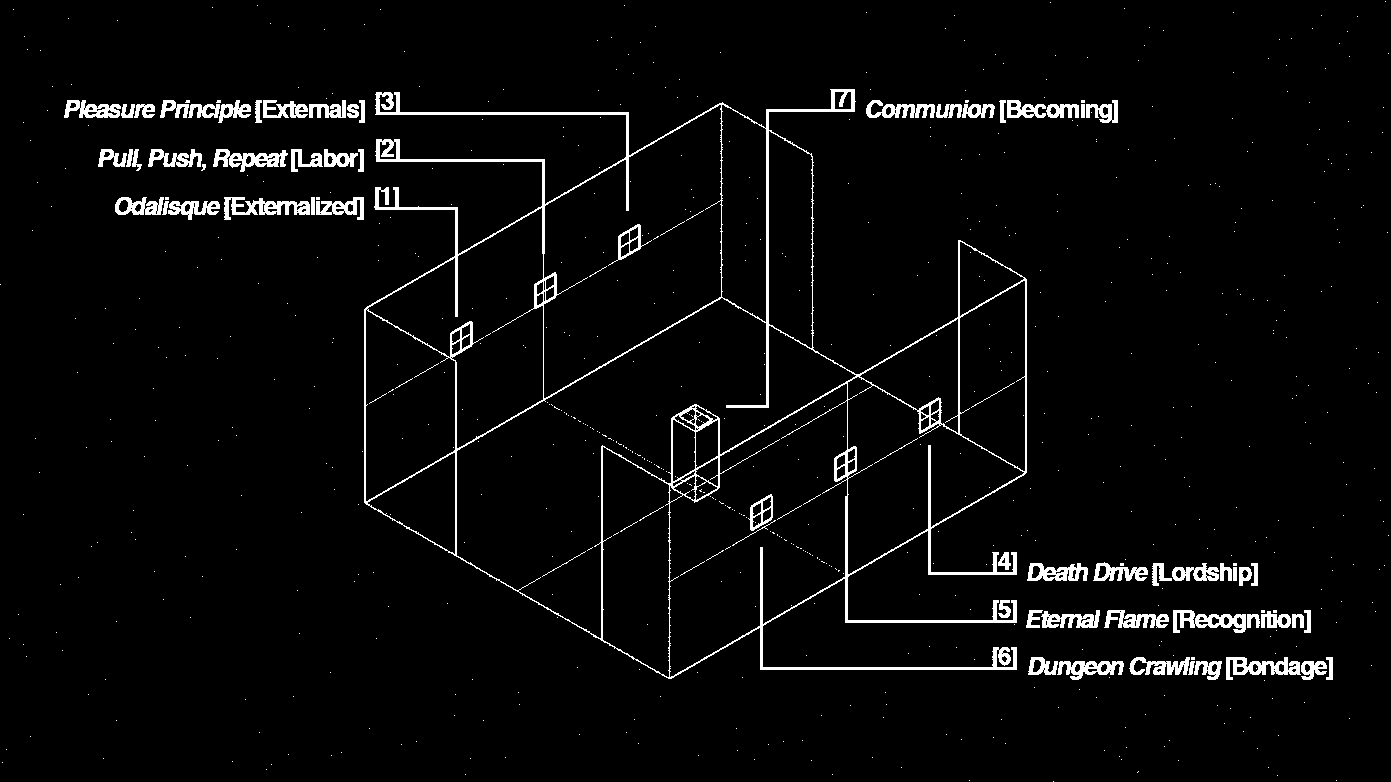 Pleasure Principle [Externals] [3]
Pull, Push, Repeat [Labor] [2]
Odalisque [Externalized] [1]
[7] Communion [Becoming]
[4] Death Drive [Lordship]
[5] Eternal Flame [Recognition]
[6] Dungeon Crawling [Bondage]